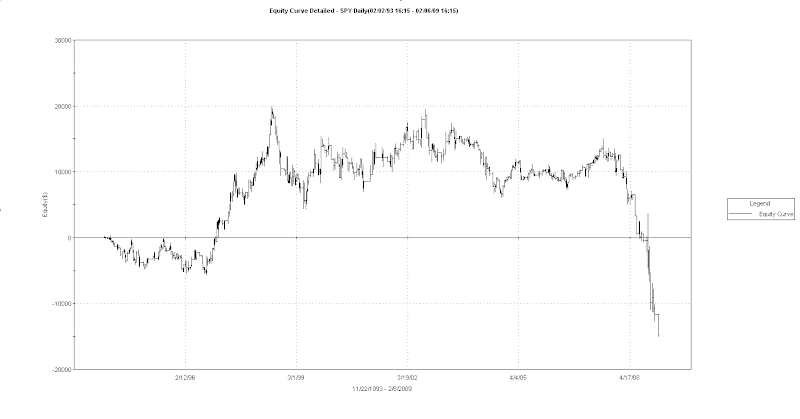 Equity Curve Detailed - SPY Daily(02/02/93 16:15 - 02/06/09 16:15)
30000
20000
10000
0
-10000
-20000
Equity($)
Legend
Equity Curve
2/12/96
3/1/99
3/19/02
4/4/05
4/17/08
11/22/1993 - 2/9/2009